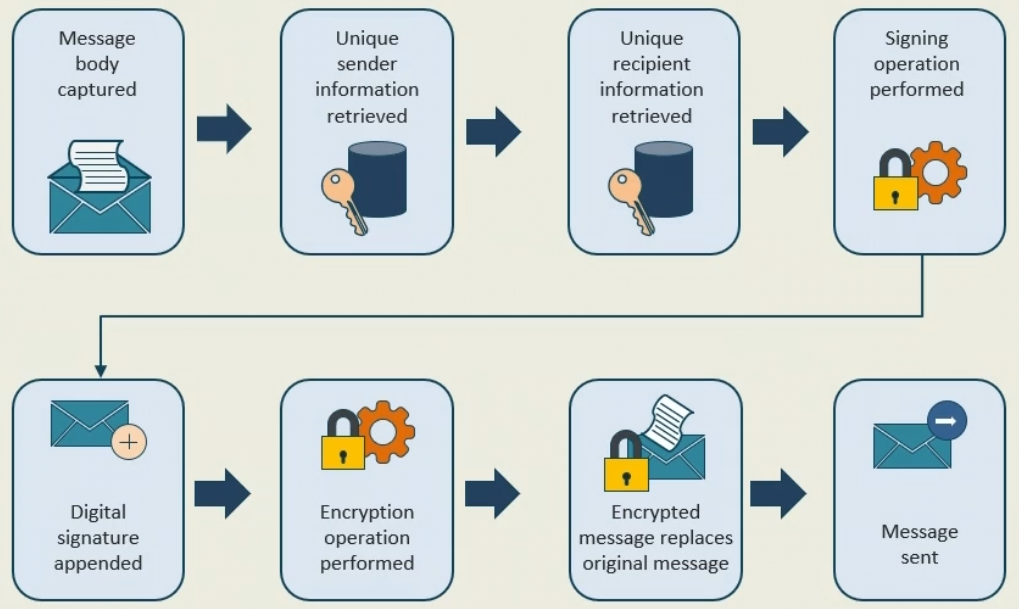 Message
body
captured
Unique
sender
information
retrieved
Unique
recipient
information
retrieved
Signing
operation
performed
Digital
signature
appended
Encryption
operation
performed
Encrypted
message replaces
original message
Message
sent